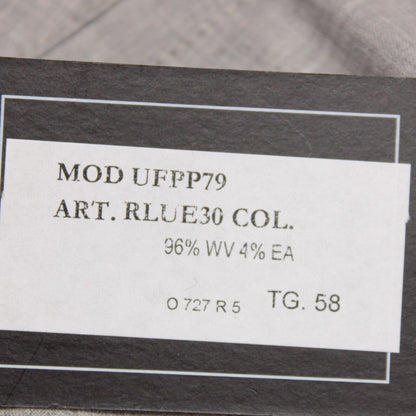 MOD UFPP79
ART. RLUE30 COL.
96% WV 4% EA
O 727 R 5 TG. 58